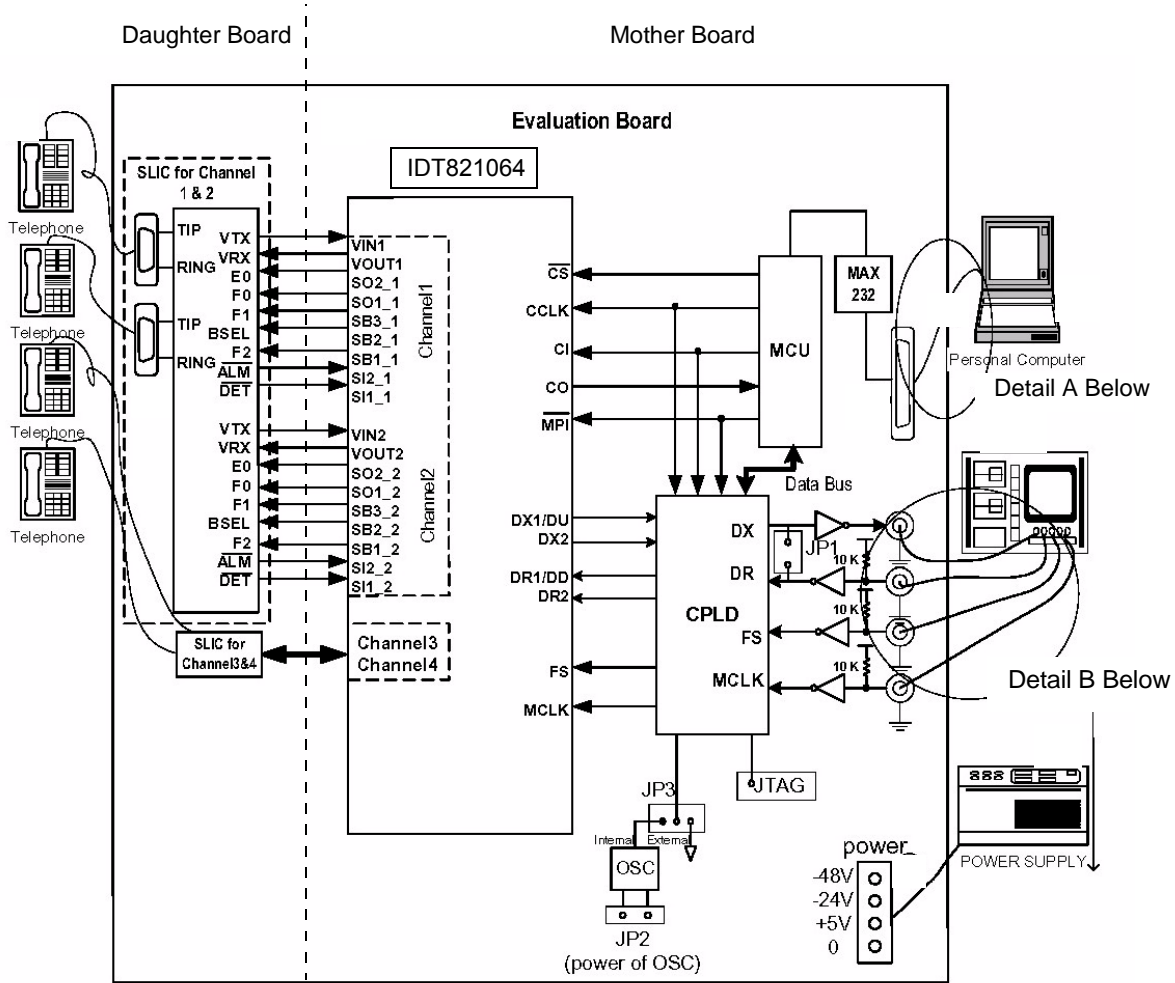 Daughter Board
Mother Board
Evaluation Board
IDT821064
SLIC for Channel
1 & 2
Telephone
Telephone
Telephone
Telephone
TIP
RING
TIP
RING
VTX
VRX
E0
F0
F1
BSEL
F2
ALM
DET
VTX
VRX
E0
F0
F1
BSEL
F2
ALM
DET
VIN1
VOUT1
SO2_1
SO1_1
SB3_1
SB2_1
SB1_1
SI2_1
SI1_1
Channel1
VIN2
VOUT2
SO2_2
SO1_2
SB3_2
SB2_2
SB1_2
SI2_2
SI1_2
Channel2
SLIC for
Channel3&4
Channel3
Channel4
CS
CCLK
CI
CO
MPI
DX1/DU
DX2
DR1/DD
DR2
FS
MCLK
MCU
MAX
232
Personal Computer
Detail A Below
Data Bus
DX
DR
CPLD
FS
MCLK
JP1
10 K
10 K
10 K
Detail B Below
JTAG
JP3
Internal External
OSC
JP2
(power of OSC)
power_
-48V
-24V
+5V
0
POWER SUPPLY